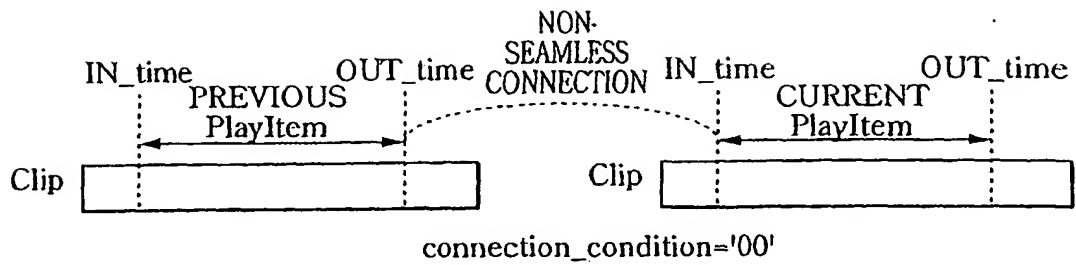 NON-
SEAMLESS
CONNECTION
IN_time
OUT_time
PREVIOUS
PlayItem
IN_time
OUT_time
CURRENT
PlayItem
Clip
Clip
connection_condition='00'